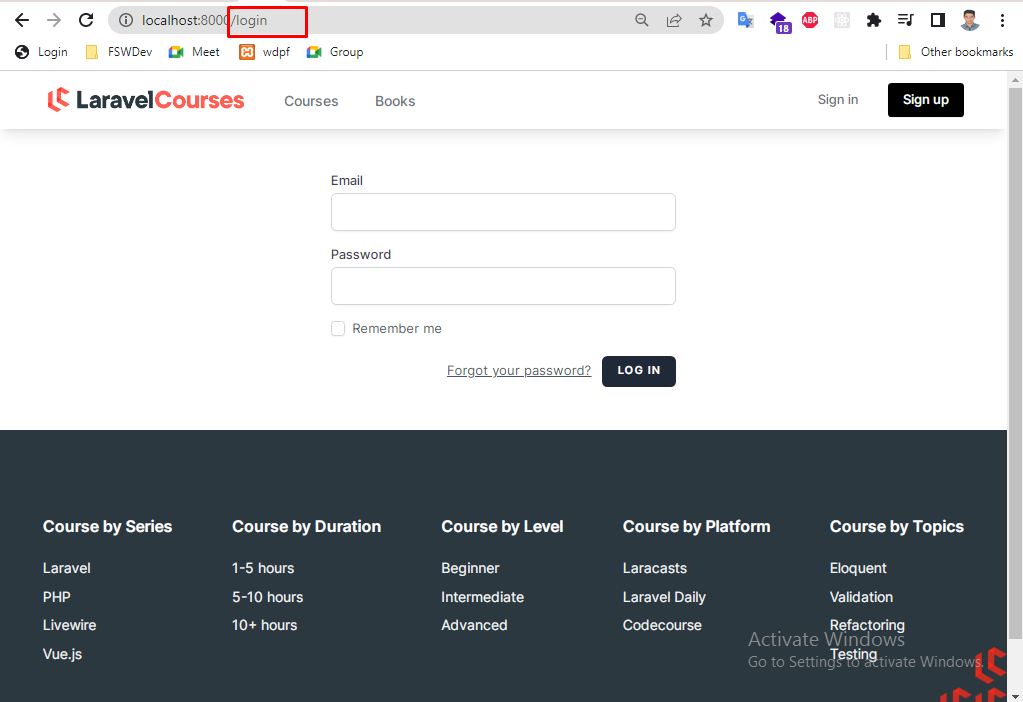 localhost:8000/login
18
ABP
Login FSWDev Meet wdpf Group Other bookmarks
LaravelCourses Courses Books Sign in Sign up
Email
Password
Remember me
Forgot your password? LOG IN
Course by Series Course by Duration Course by Level Course by Platform Course by Topics
Laravel 1-5 hours Beginner Laracasts Eloquent
PHP 5-10 hours Intermediate Laravel Daily Validation
Livewire 10+ hours Advanced Codecourse Refactoring
Activate Windows
Vue.js Testing
Go to Settings to activate Windows.